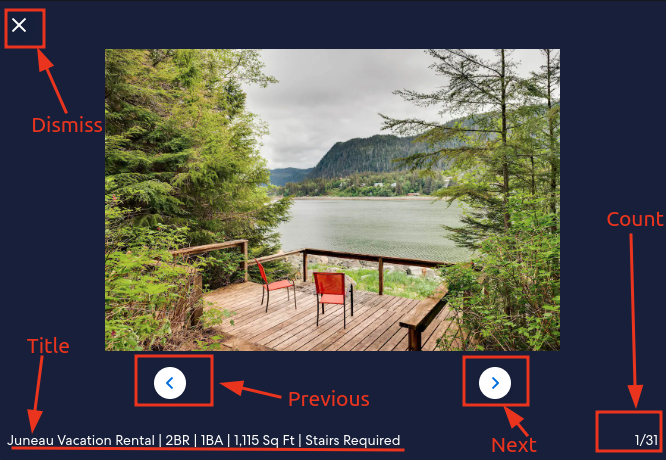 Dismiss
Count
Title
Previous
Next
Juneau Vacation Rental | 2BR | 1BA | 1,115 Sq Ft | Stairs Required
1/31